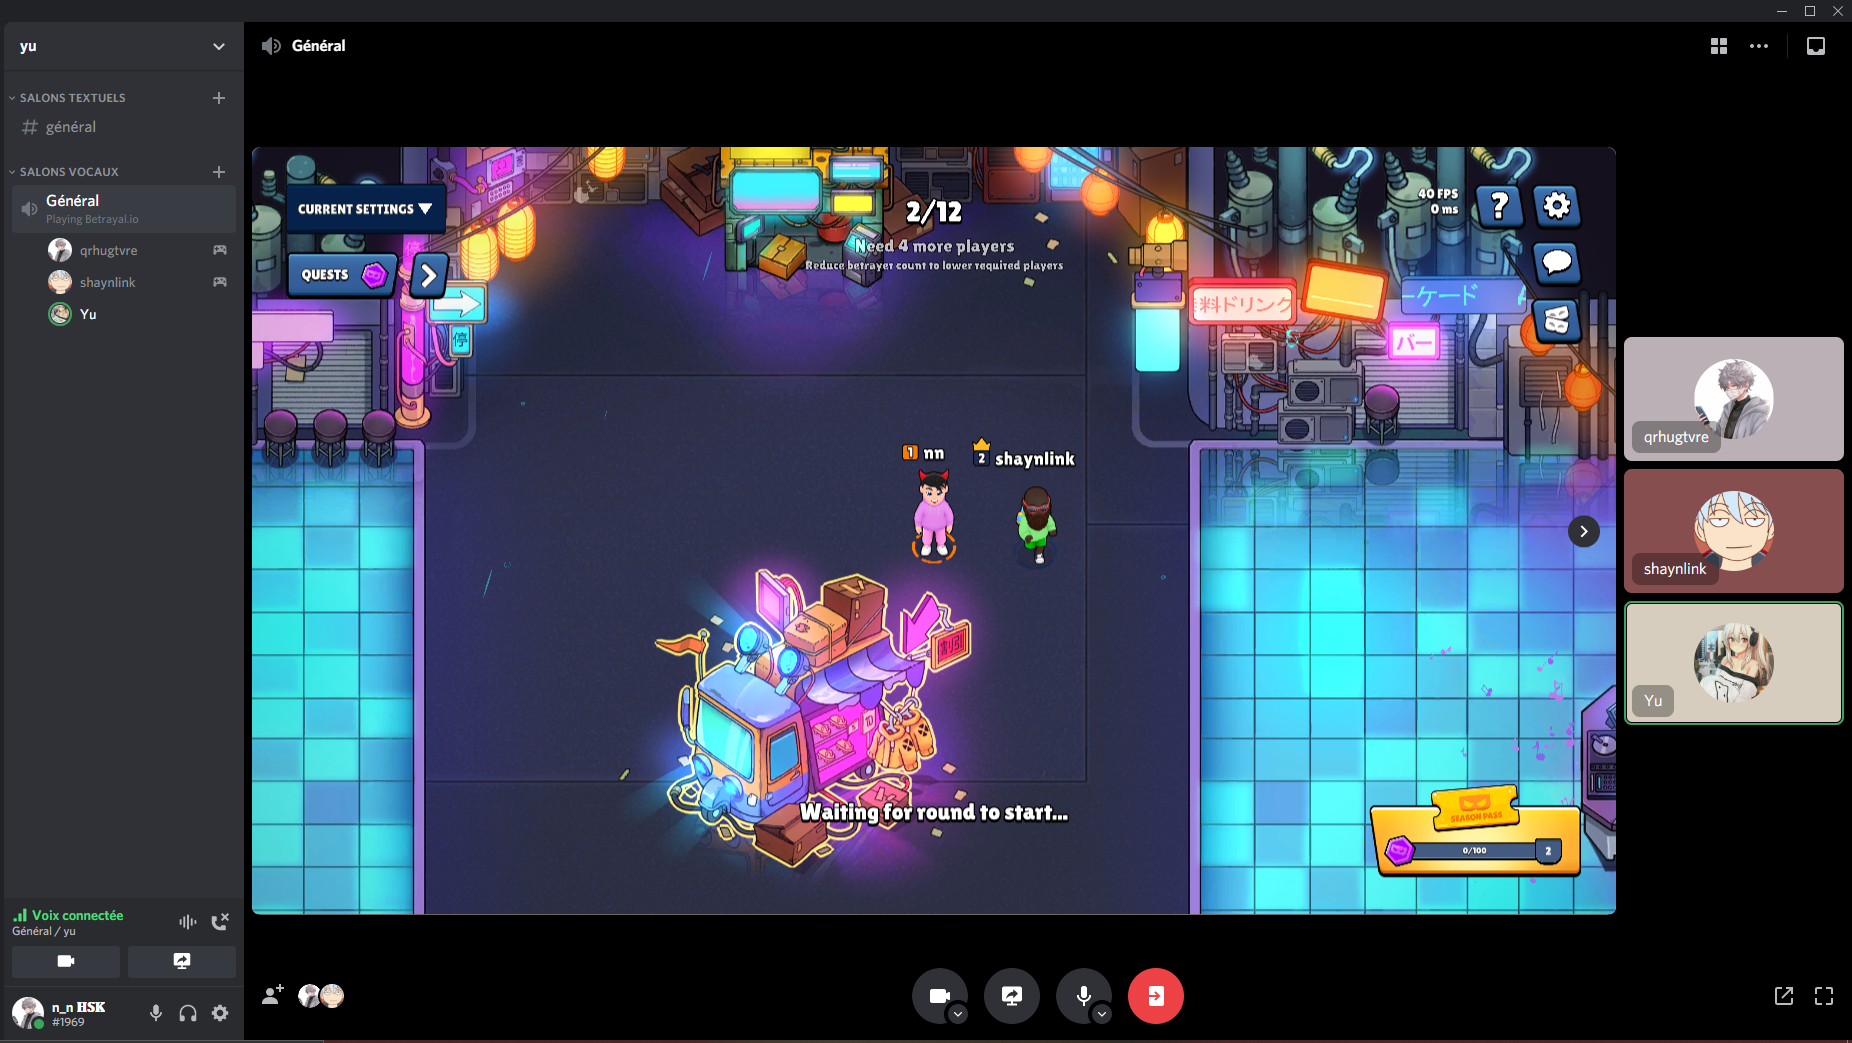 yu
Général
SALONS TEXTUELS
général
SALONS VOCAUX
Général
Playing Betrayal.io
qrhugtvre
shaynlink
Yu
CURRENT SETTINGS
QUESTS
2/12
Need 4 more players
Reduce betrayer count to lower required players
40 FPS
0 ms
?
停
料ドリンク
ーケード
バー
1 nn
2 shaynlink
割引
Waiting for round to start...
SEASON PASS
0/100
2
qrhugtvre
shaynlink
Yu
Voix connectée
Général / yu
n_n HSK
#1969